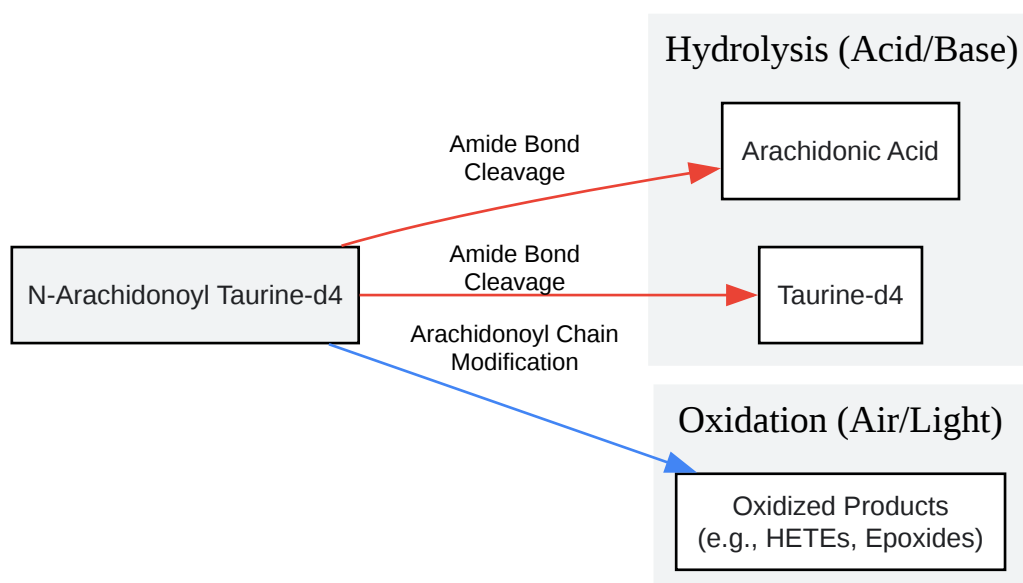 Hydrolysis (Acid/Base)
Amide Bond
Cleavage
Arachidonic Acid
N-Arachidonoyl Taurine-d4
Amide Bond
Cleavage
Taurine-d4
Arachidonoyl Chain
Modification
Oxidation (Air/Light)
Oxidized Products
(e.g., HETEs, Epoxides)